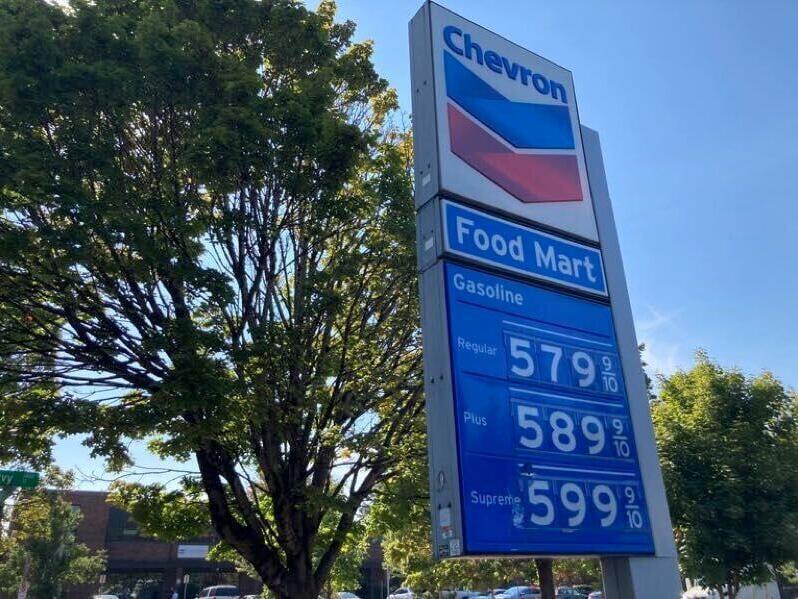 Chevron
Food Mart
Gasoline
Regular 579 9/10
Plus 589 9/10
Supreme 599 9/10